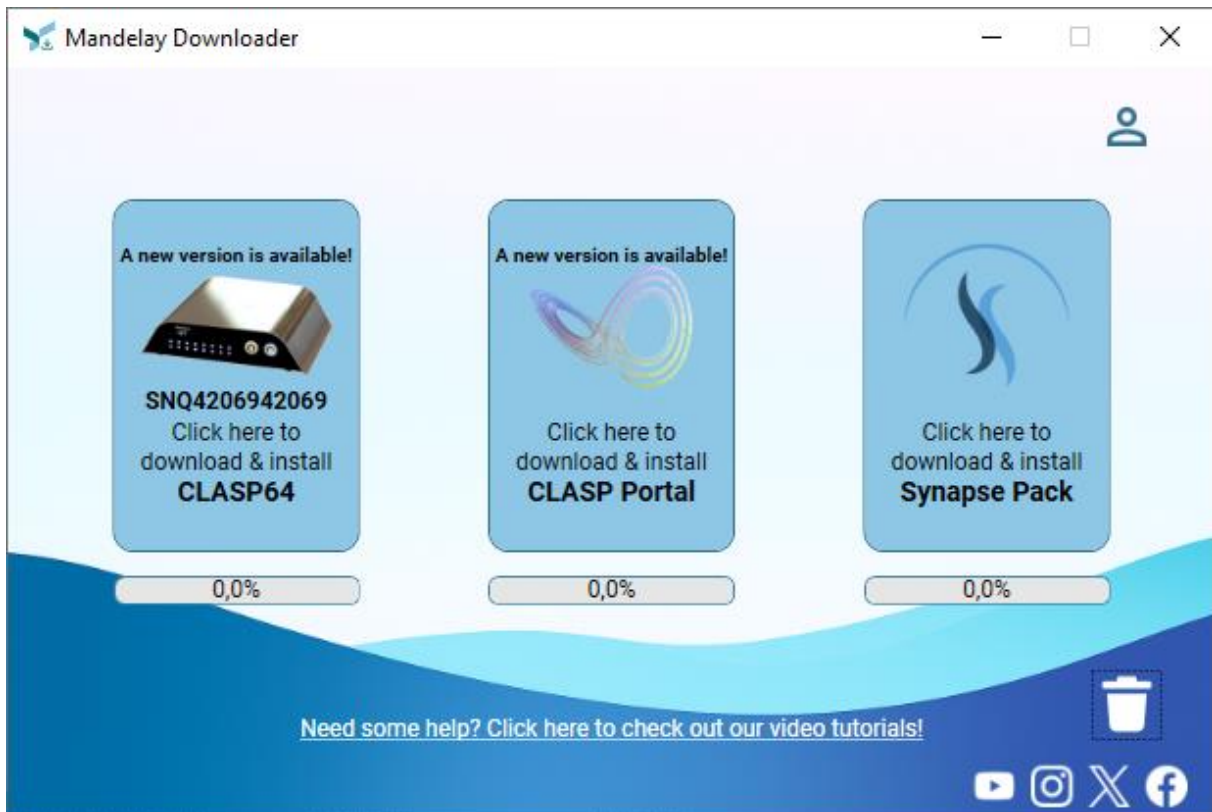 Mandelay Downloader
A new version is available!
SNQ4206942069
Click here to
download & install
CLASP64
0,0%
A new version is available!
Click here to
download & install
CLASP Portal
0,0%
Click here to
download & install
Synapse Pack
0,0%
Need some help? Click here to check out our video tutorials!